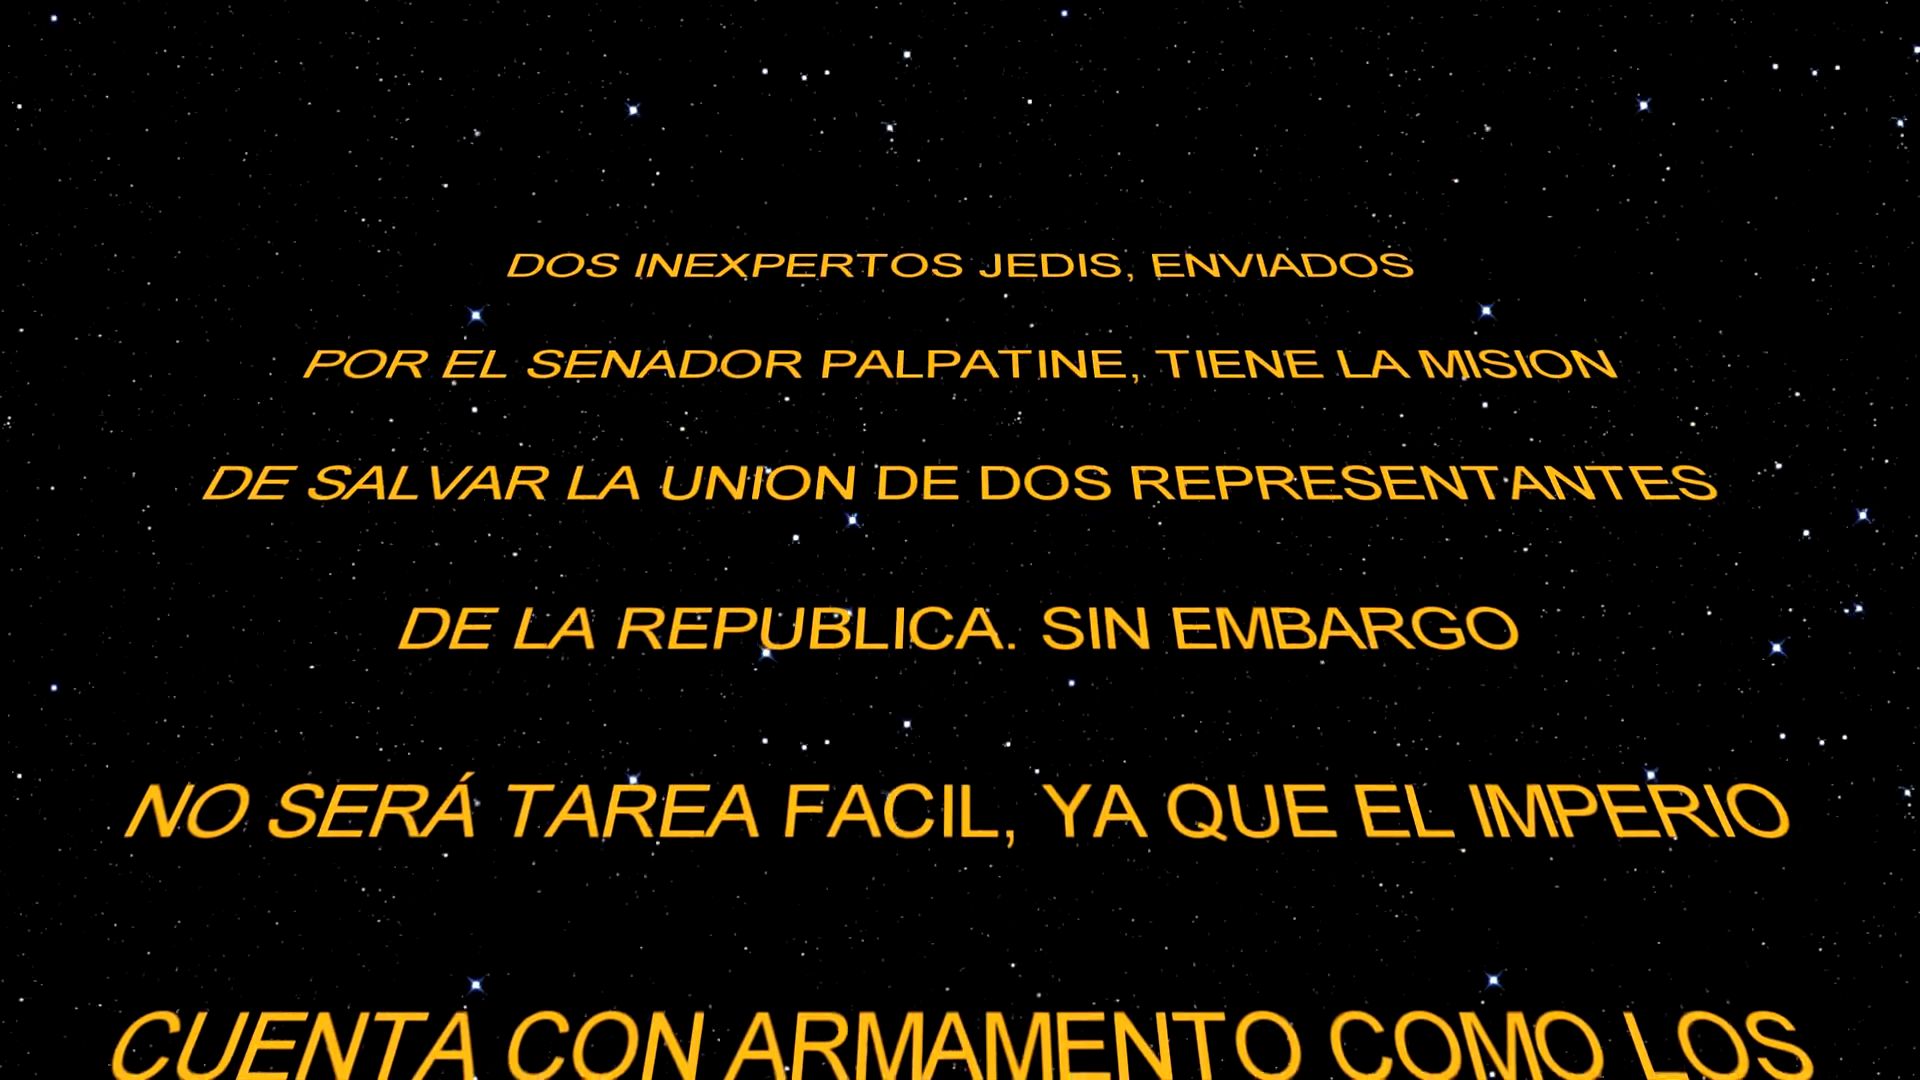 DOS INEXPERTOS JEDIS, ENVIADOS
POR EL SENADOR PALPATINE, TIENE LA MISION
DE SALVAR LA UNION DE DOS REPRESENTANTES
DE LA REPUBLICA. SIN EMBARGO
NO SERÁ TAREA FACIL, YA QUE EL IMPERIO
CUENTA CON ARMAMENTO COMO LOS